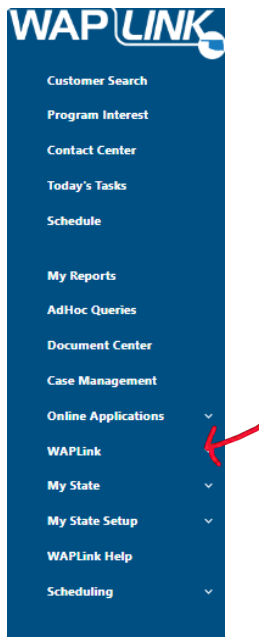 WAPLINK
Customer Search
Program Interest
Contact Center
Today's Tasks
Schedule
My Reports
AdHoc Queries
Document Center
Case Management
Online Applications
WAPLink
My State
My State Setup
WAPLink Help
Scheduling